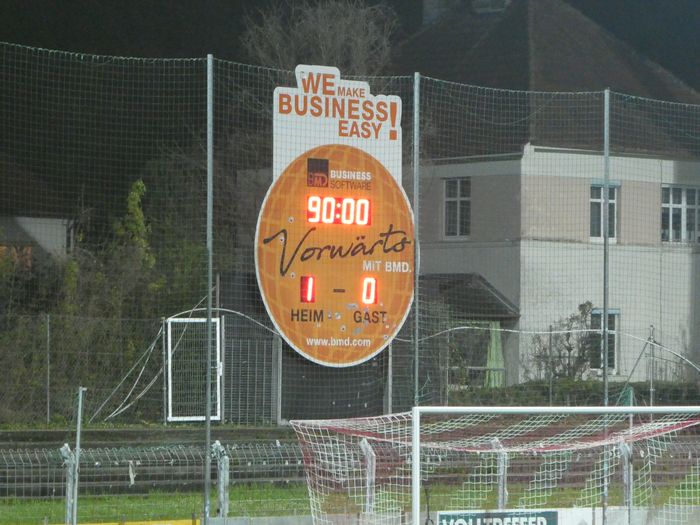 WE MAKE
BUSINESS
EASY!
BMD BUSINESS
SOFTWARE
90:00
Vorwärts
MIT BMD.
1 - 0
HEIM GAST
www.bmd.com
VOLLTREFFER